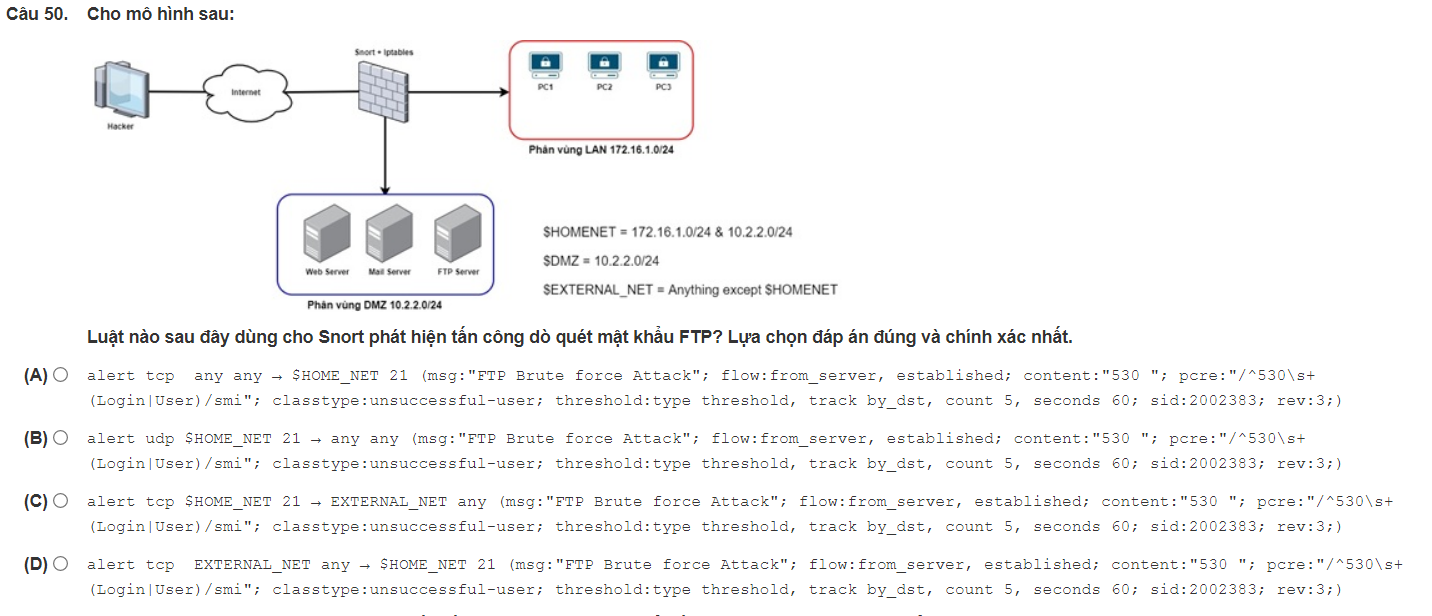 Câu 50. Cho mô hình sau:
Snort + Iptables
Internet
Hacker
PC1 PC2 PC3
Phân vùng LAN 172.16.1.0/24
Web Server Mail Server FTP Server
Phân vùng DMZ 10.2.2.0/24
$HOMENET = 172.16.1.0/24 & 10.2.2.0/24
$DMZ = 10.2.2.0/24
$EXTERNAL_NET = Anything except $HOMENET
Luật nào sau đây dùng cho Snort phát hiện tấn công dò quét mật khẩu FTP? Lựa chọn đáp án đúng và chính xác nhất.
(A) alert tcp any any → $HOME_NET 21 (msg:"FTP Brute force Attack"; flow:from_server, established; content:"530 "; pcre:"/^530\s+
(Login|User)/smi"; classtype:unsuccessful-user; threshold:type threshold, track by_dst, count 5, seconds 60; sid:2002383; rev:3;)
(B) alert udp $HOME_NET 21 → any any (msg:"FTP Brute force Attack"; flow:from_server, established; content:"530 "; pcre:"/^530\s+
(Login|User)/smi"; classtype:unsuccessful-user; threshold:type threshold, track by_dst, count 5, seconds 60; sid:2002383; rev:3;)
(C) alert tcp $HOME_NET 21 → EXTERNAL_NET any (msg:"FTP Brute force Attack"; flow:from_server, established; content:"530 "; pcre:"/^530\s+
(Login|User)/smi"; classtype:unsuccessful-user; threshold:type threshold, track by_dst, count 5, seconds 60; sid:2002383; rev:3;)
(D) alert tcp EXTERNAL_NET any → $HOME_NET 21 (msg:"FTP Brute force Attack"; flow:from_server, established; content:"530 "; pcre:"/^530\s+
(Login|User)/smi"; classtype:unsuccessful-user; threshold:type threshold, track by_dst, count 5, seconds 60; sid:2002383; rev:3;)